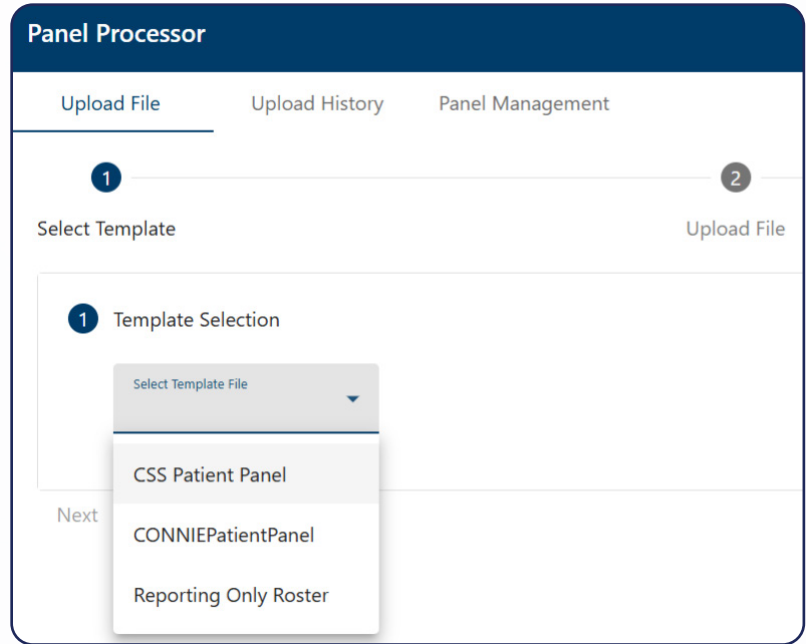 Panel Processor
Upload File Upload History Panel Management
1 2
Select Template Upload File
1 Template Selection
Select Template File
CSS Patient Panel
Next
CONNIEPatientPanel
Reporting Only Roster